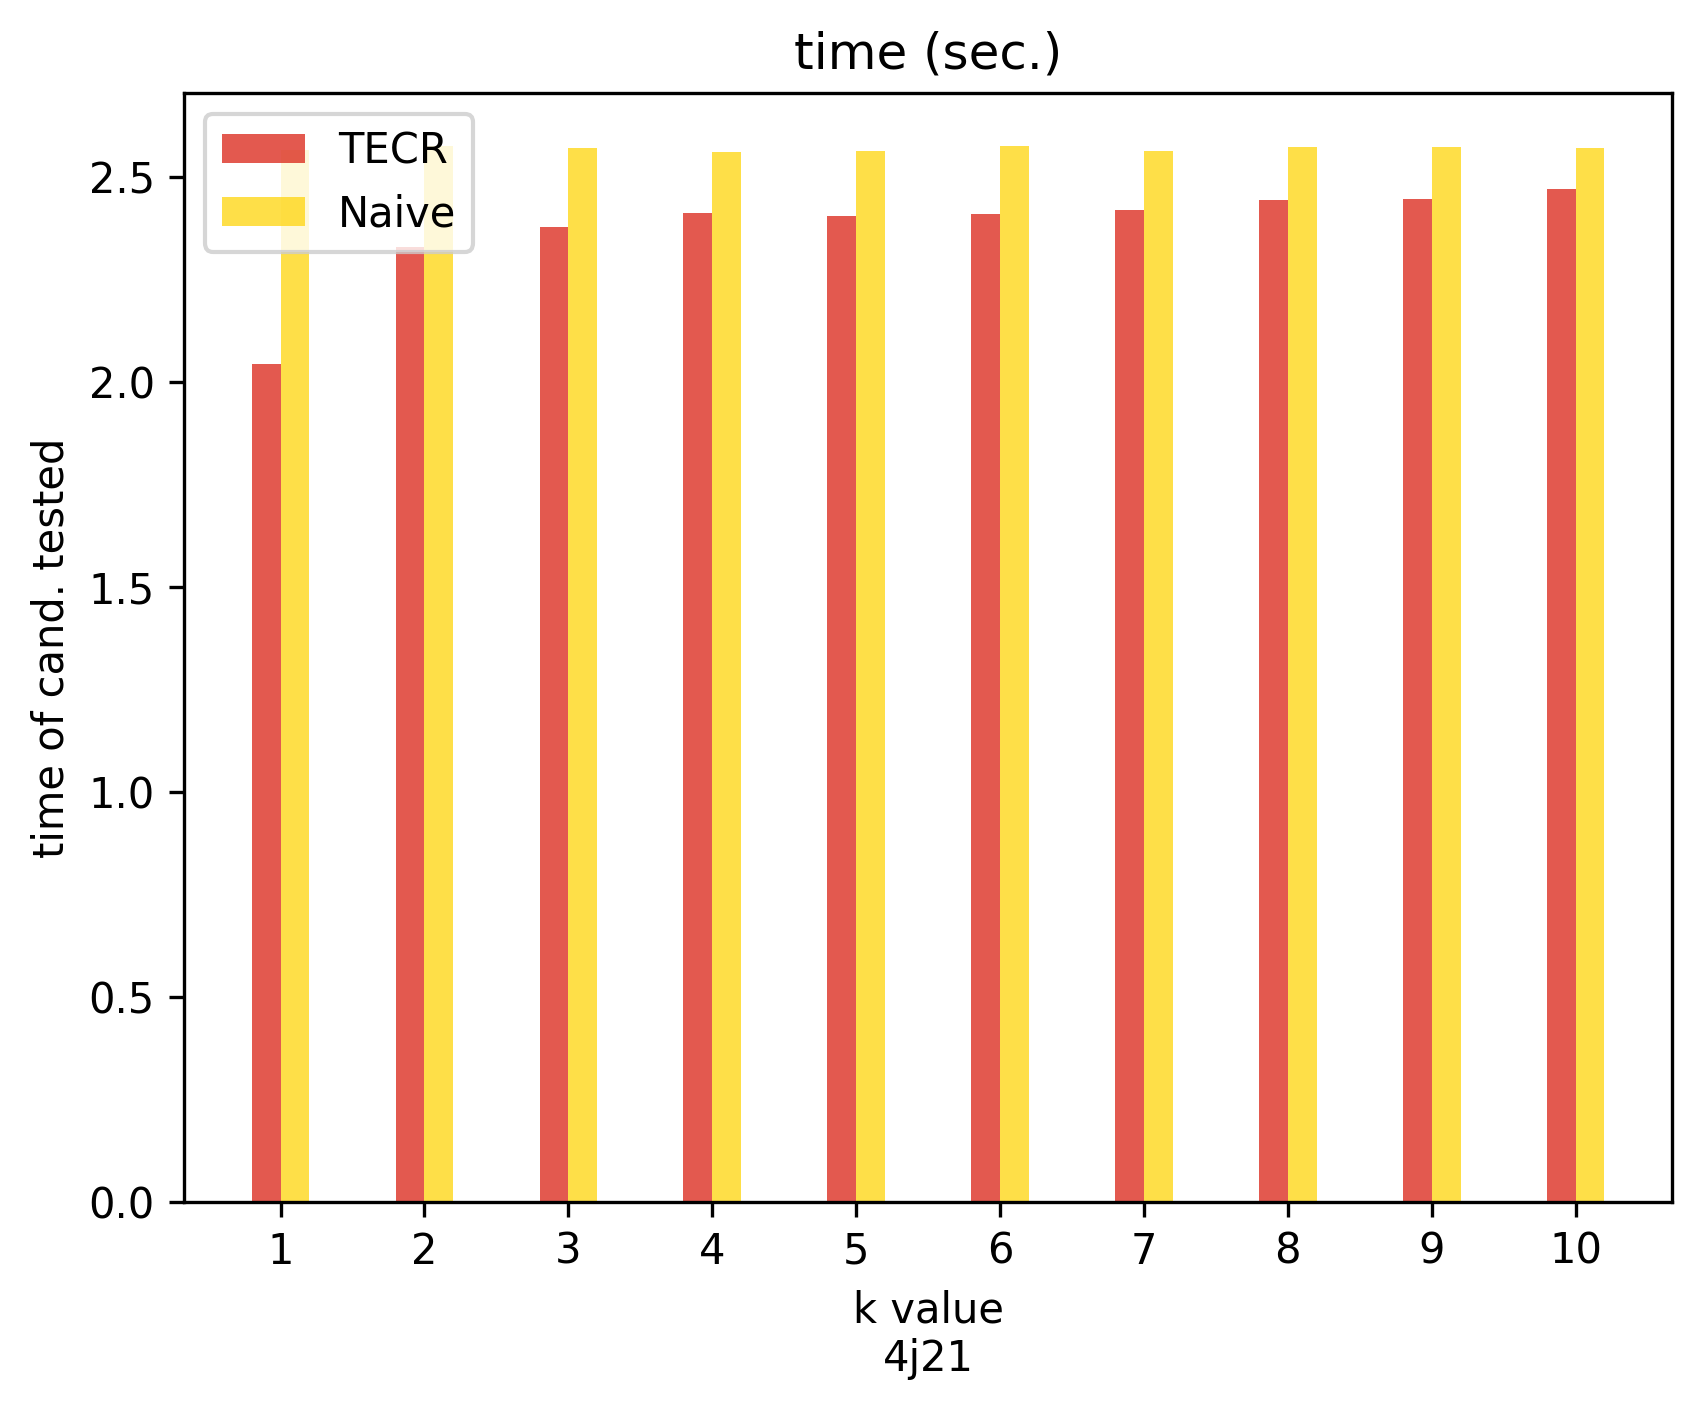 time (sec.)
TECR
Naive
time of cand. tested
2.5
2.0
1.5
1.0
0.5
0.0
1 2 3 4 5 6 7 8 9 10
k value
4j21